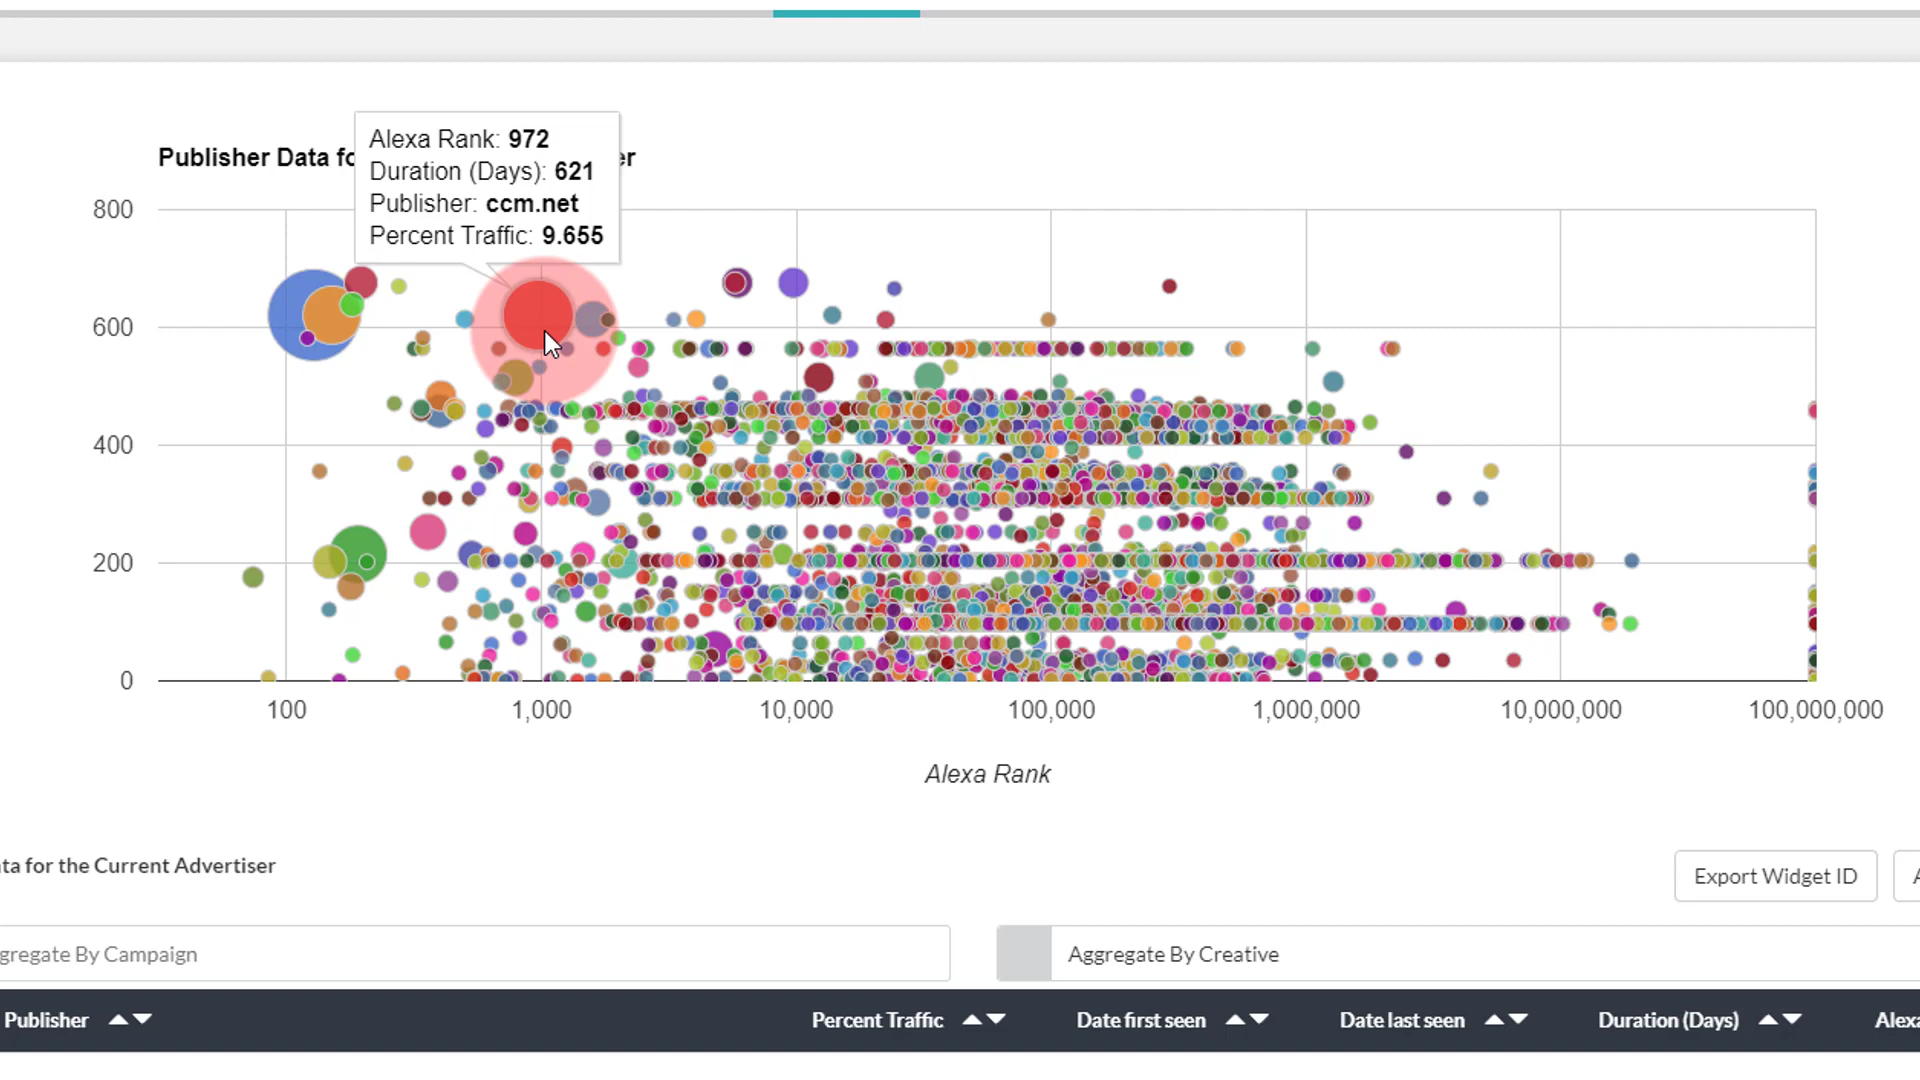 Alexa Rank: 972
Duration (Days): 621
Publisher: ccm.net
Percent Traffic: 9.655
Publisher Data fo er
800
600
400
200
0
100 1,000 10,000 100,000 1,000,000 10,000,000 100,000,000
Alexa Rank
ta for the Current Advertiser
Export Widget ID A
gregate By Campaign
Aggregate By Creative
Publisher Percent Traffic Date first seen Date last seen Duration (Days) Alexa